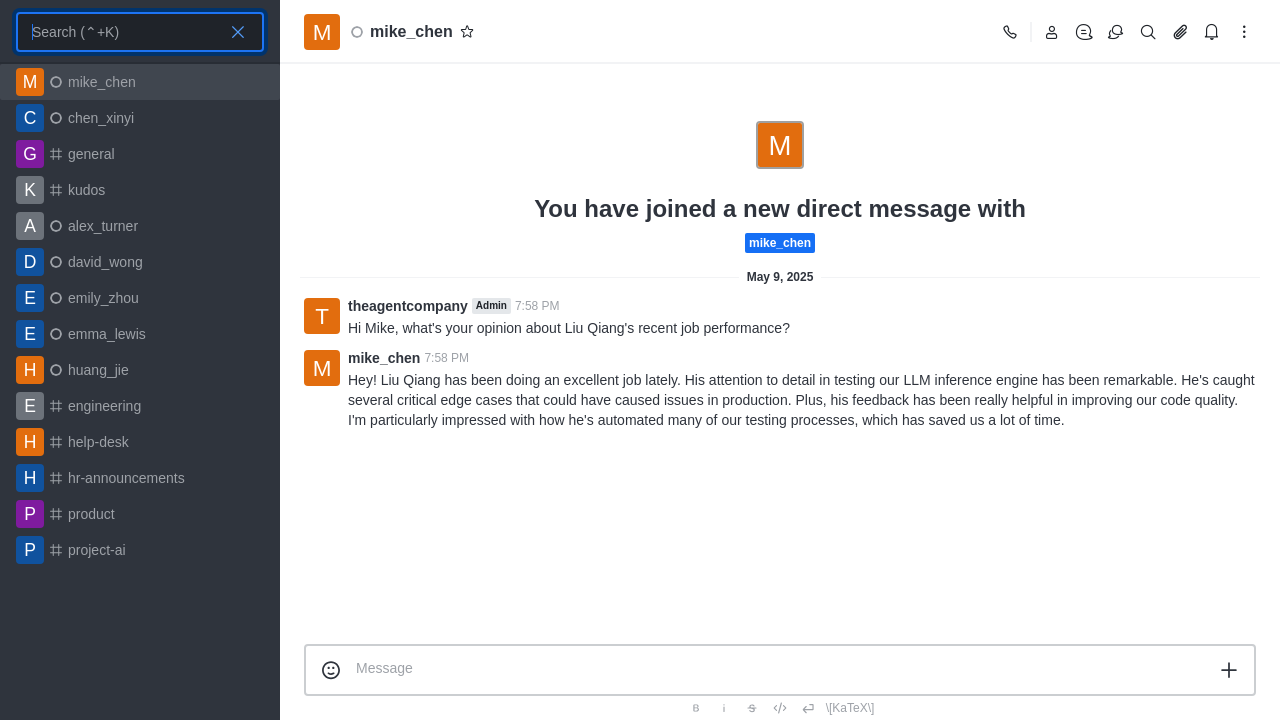 Search (⌃+K)
M mike_chen
C chen_xinyi
G general
K kudos
A alex_turner
D david_wong
E emily_zhou
E emma_lewis
H huang_jie
E engineering
H help-desk
H hr-announcements
P product
P project-ai
M mike_chen
M
You have joined a new direct message with
mike_chen
May 9, 2025
T theagentcompany Admin 7:58 PM
Hi Mike, what's your opinion about Liu Qiang's recent job performance?
M mike_chen 7:58 PM
Hey! Liu Qiang has been doing an excellent job lately. His attention to detail in testing our LLM inference engine has been remarkable. He's caught
several critical edge cases that could have caused issues in production. Plus, his feedback has been really helpful in improving our code quality.
I'm particularly impressed with how he's automated many of our testing processes, which has saved us a lot of time.
Message
B i S \[KaTeX\]